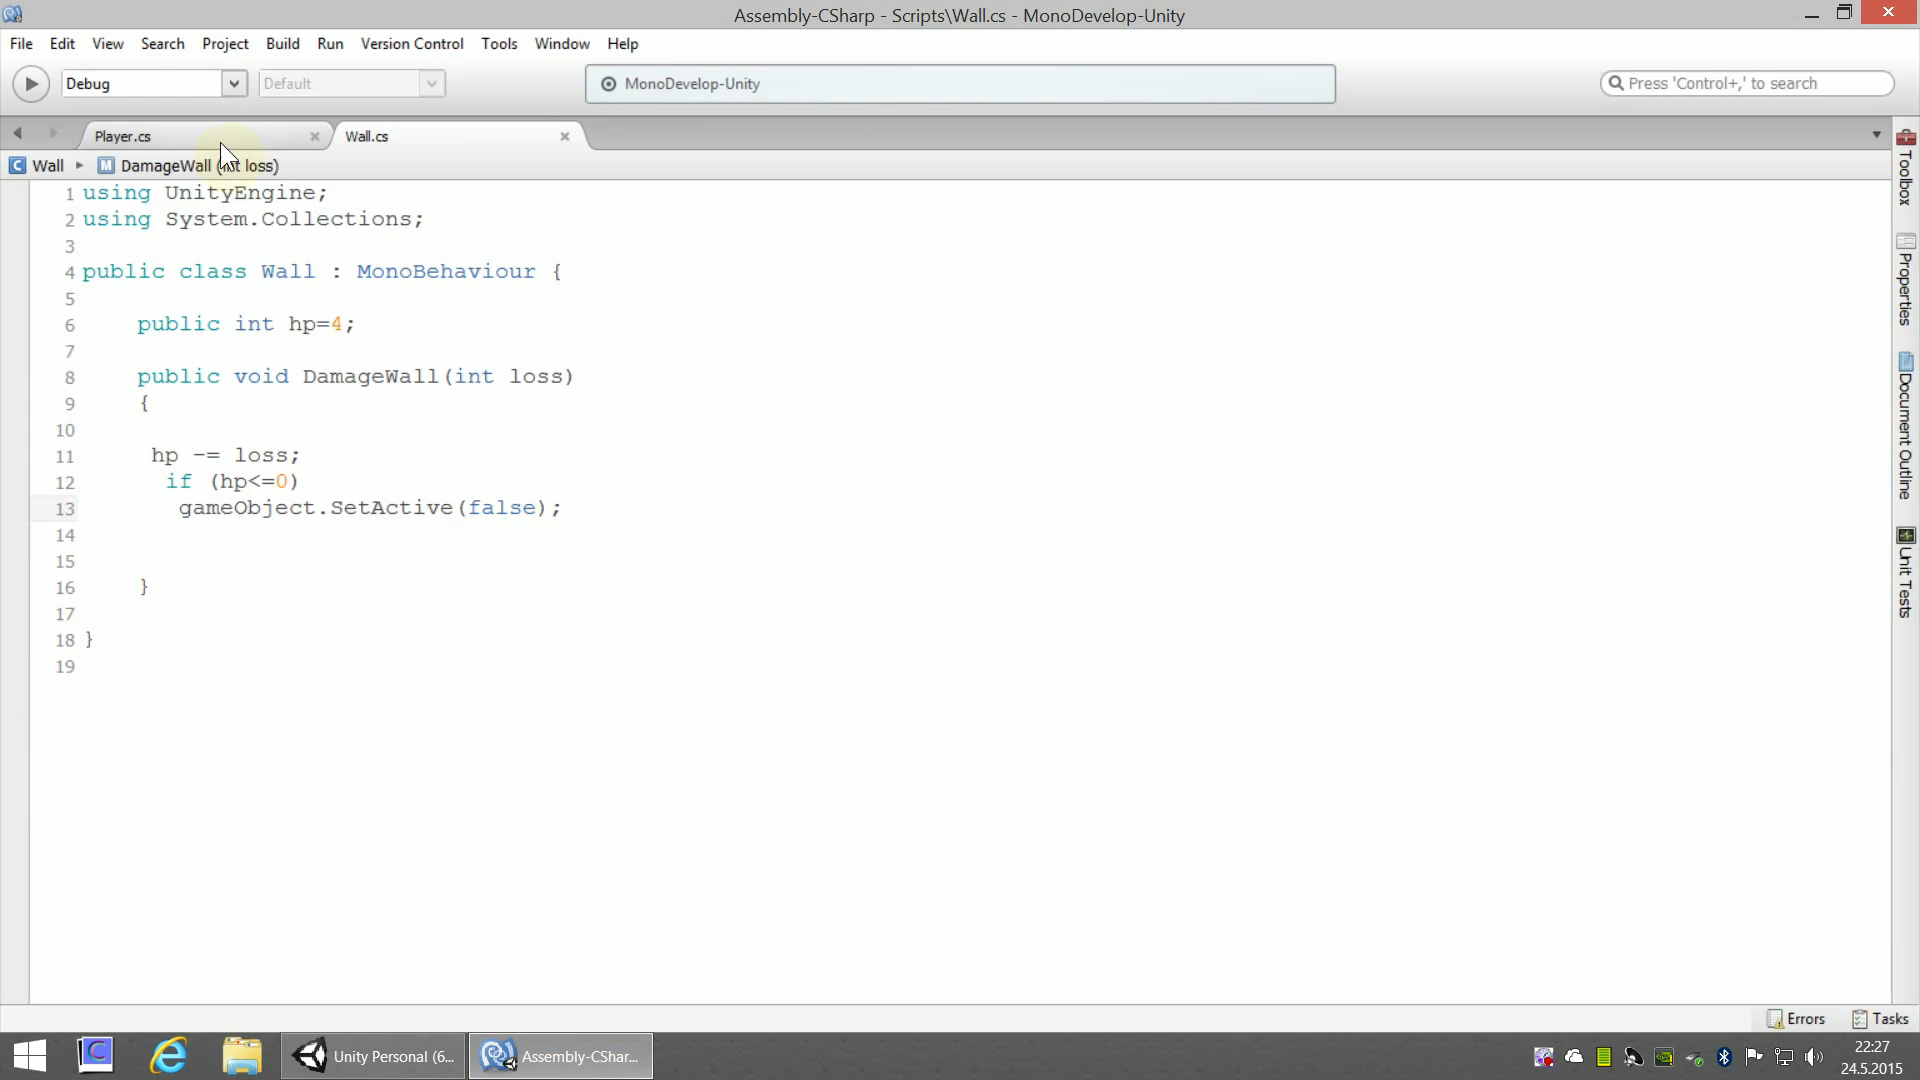 Assembly-CSharp - Scripts\Wall.cs - MonoDevelop-Unity
File Edit View Search Project Build Run Version Control Tools Window Help
Debug Default MonoDevelop-Unity Press 'Control+,' to search
Player.cs Wall.cs
Wall DamageWall (int loss)
1 using UnityEngine;
2 using System.Collections;
3
4 public class Wall : MonoBehaviour {
5
6 public int hp=4;
7
8 public void DamageWall(int loss)
9 {
10
11 hp -= loss;
12 if (hp<=0)
13 gameObject.SetActive(false);
14
15
16 }
17
18 }
19
Toolbox
Properties
Document Outline
Unit Tests
Errors Tasks
Unity Personal (6... Assembly-CShar...
22:27
24.5.2015